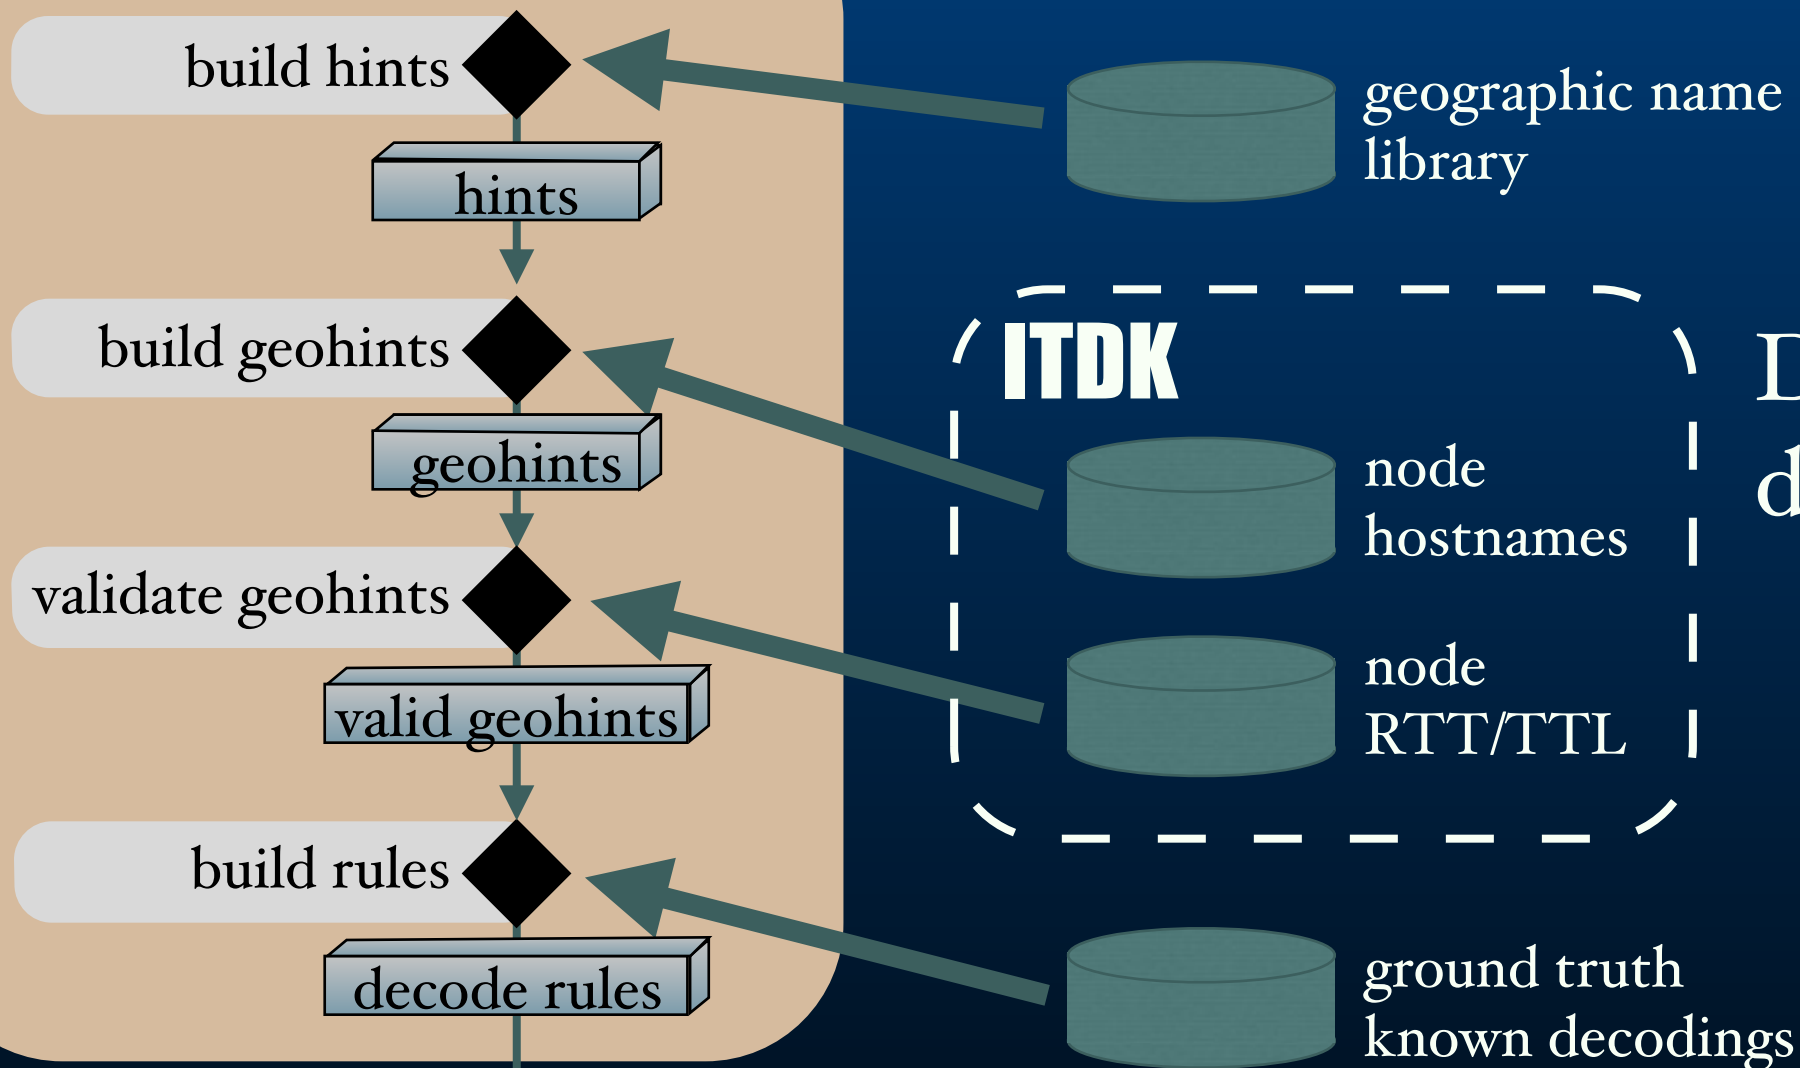 build hints
hints
build geohints
geohints
validate geohints
valid geohints
build rules
decode rules
geographic name
library
ITDK
node
hostnames
node
RTT/TTL
ground truth
known decodings